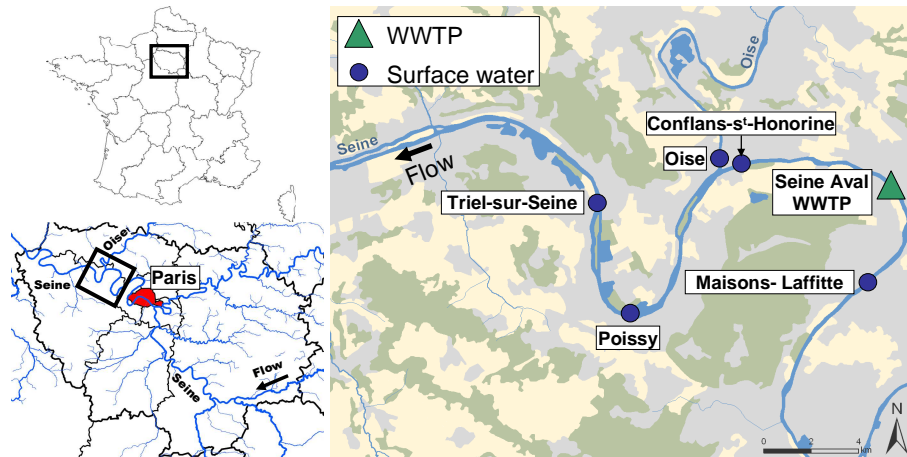 WWTP
Surface water
Oise
Conflans-sᵗ-Honorine
Seine
Flow
Oise
Seine Aval
WWTP
Triel-sur-Seine
Maisons- Laffitte
Poissy
N
0 2 4
km
Oise
Paris
Seine
Seine
Flow